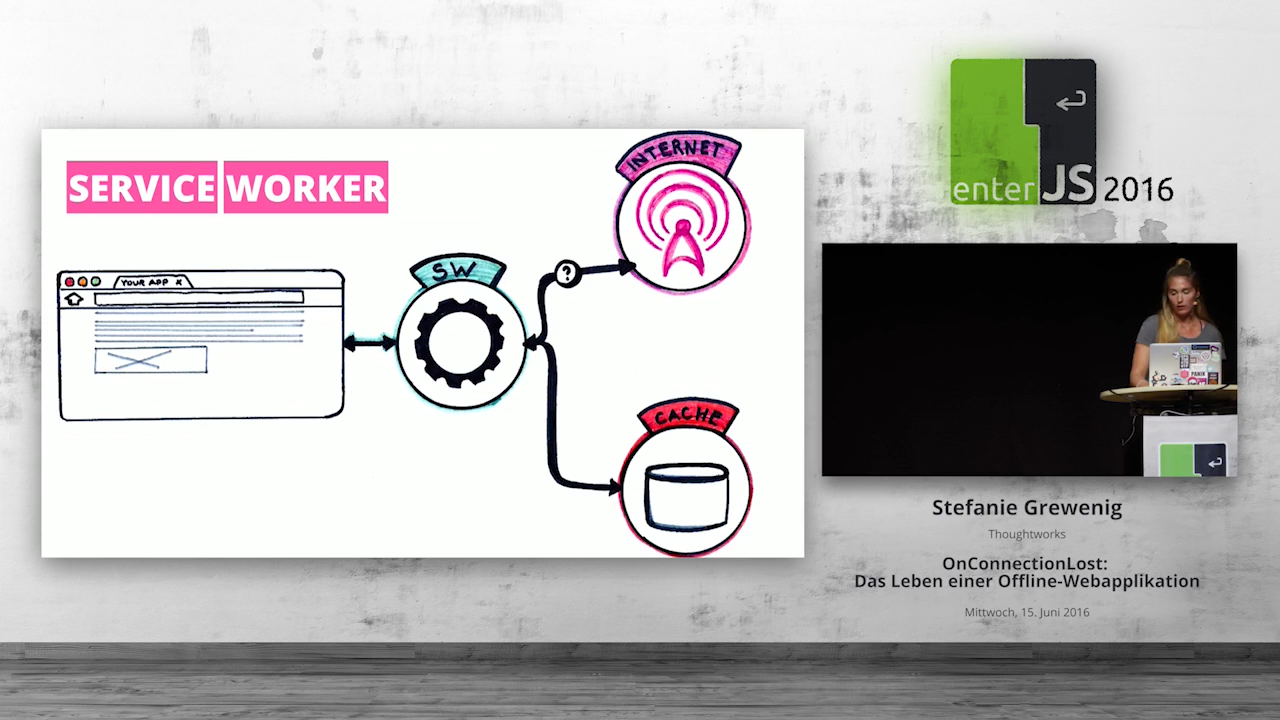 SERVICE WORKER
INTERNET
SW
?
YOUR APP x
CACHE
enter JS 2016
PANIK
Stefanie Grewenig
Thoughtworks
OnConnectionLost:
Das Leben einer Offline-Webapplikation
Mittwoch, 15. Juni 2016